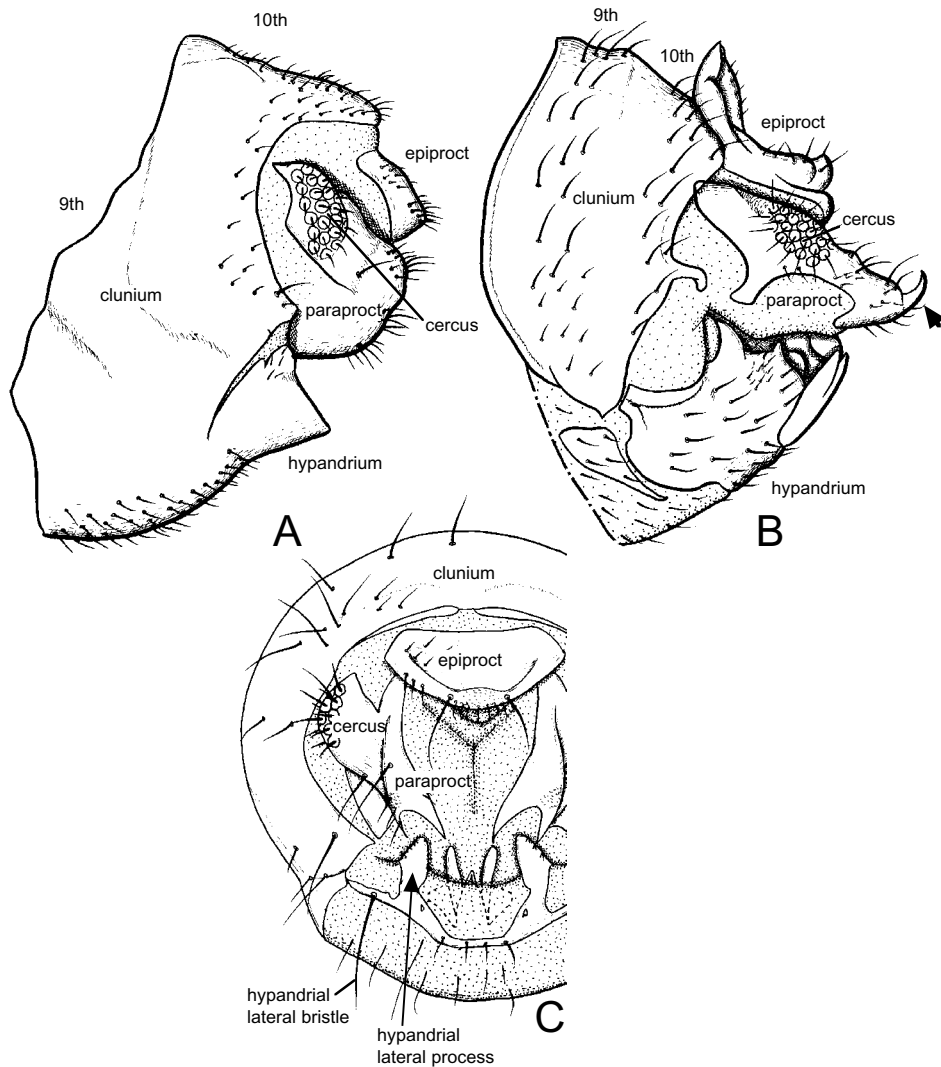 10th
9th
epiproct
clunium
paraproct
cercus
hypandrium
A
9th
10th
epiproct
clunium
cercus
paraproct
hypandrium
B
clunium
epiproct
cercus
paraproct
hypandrial
lateral bristle
hypandrial
lateral process
C